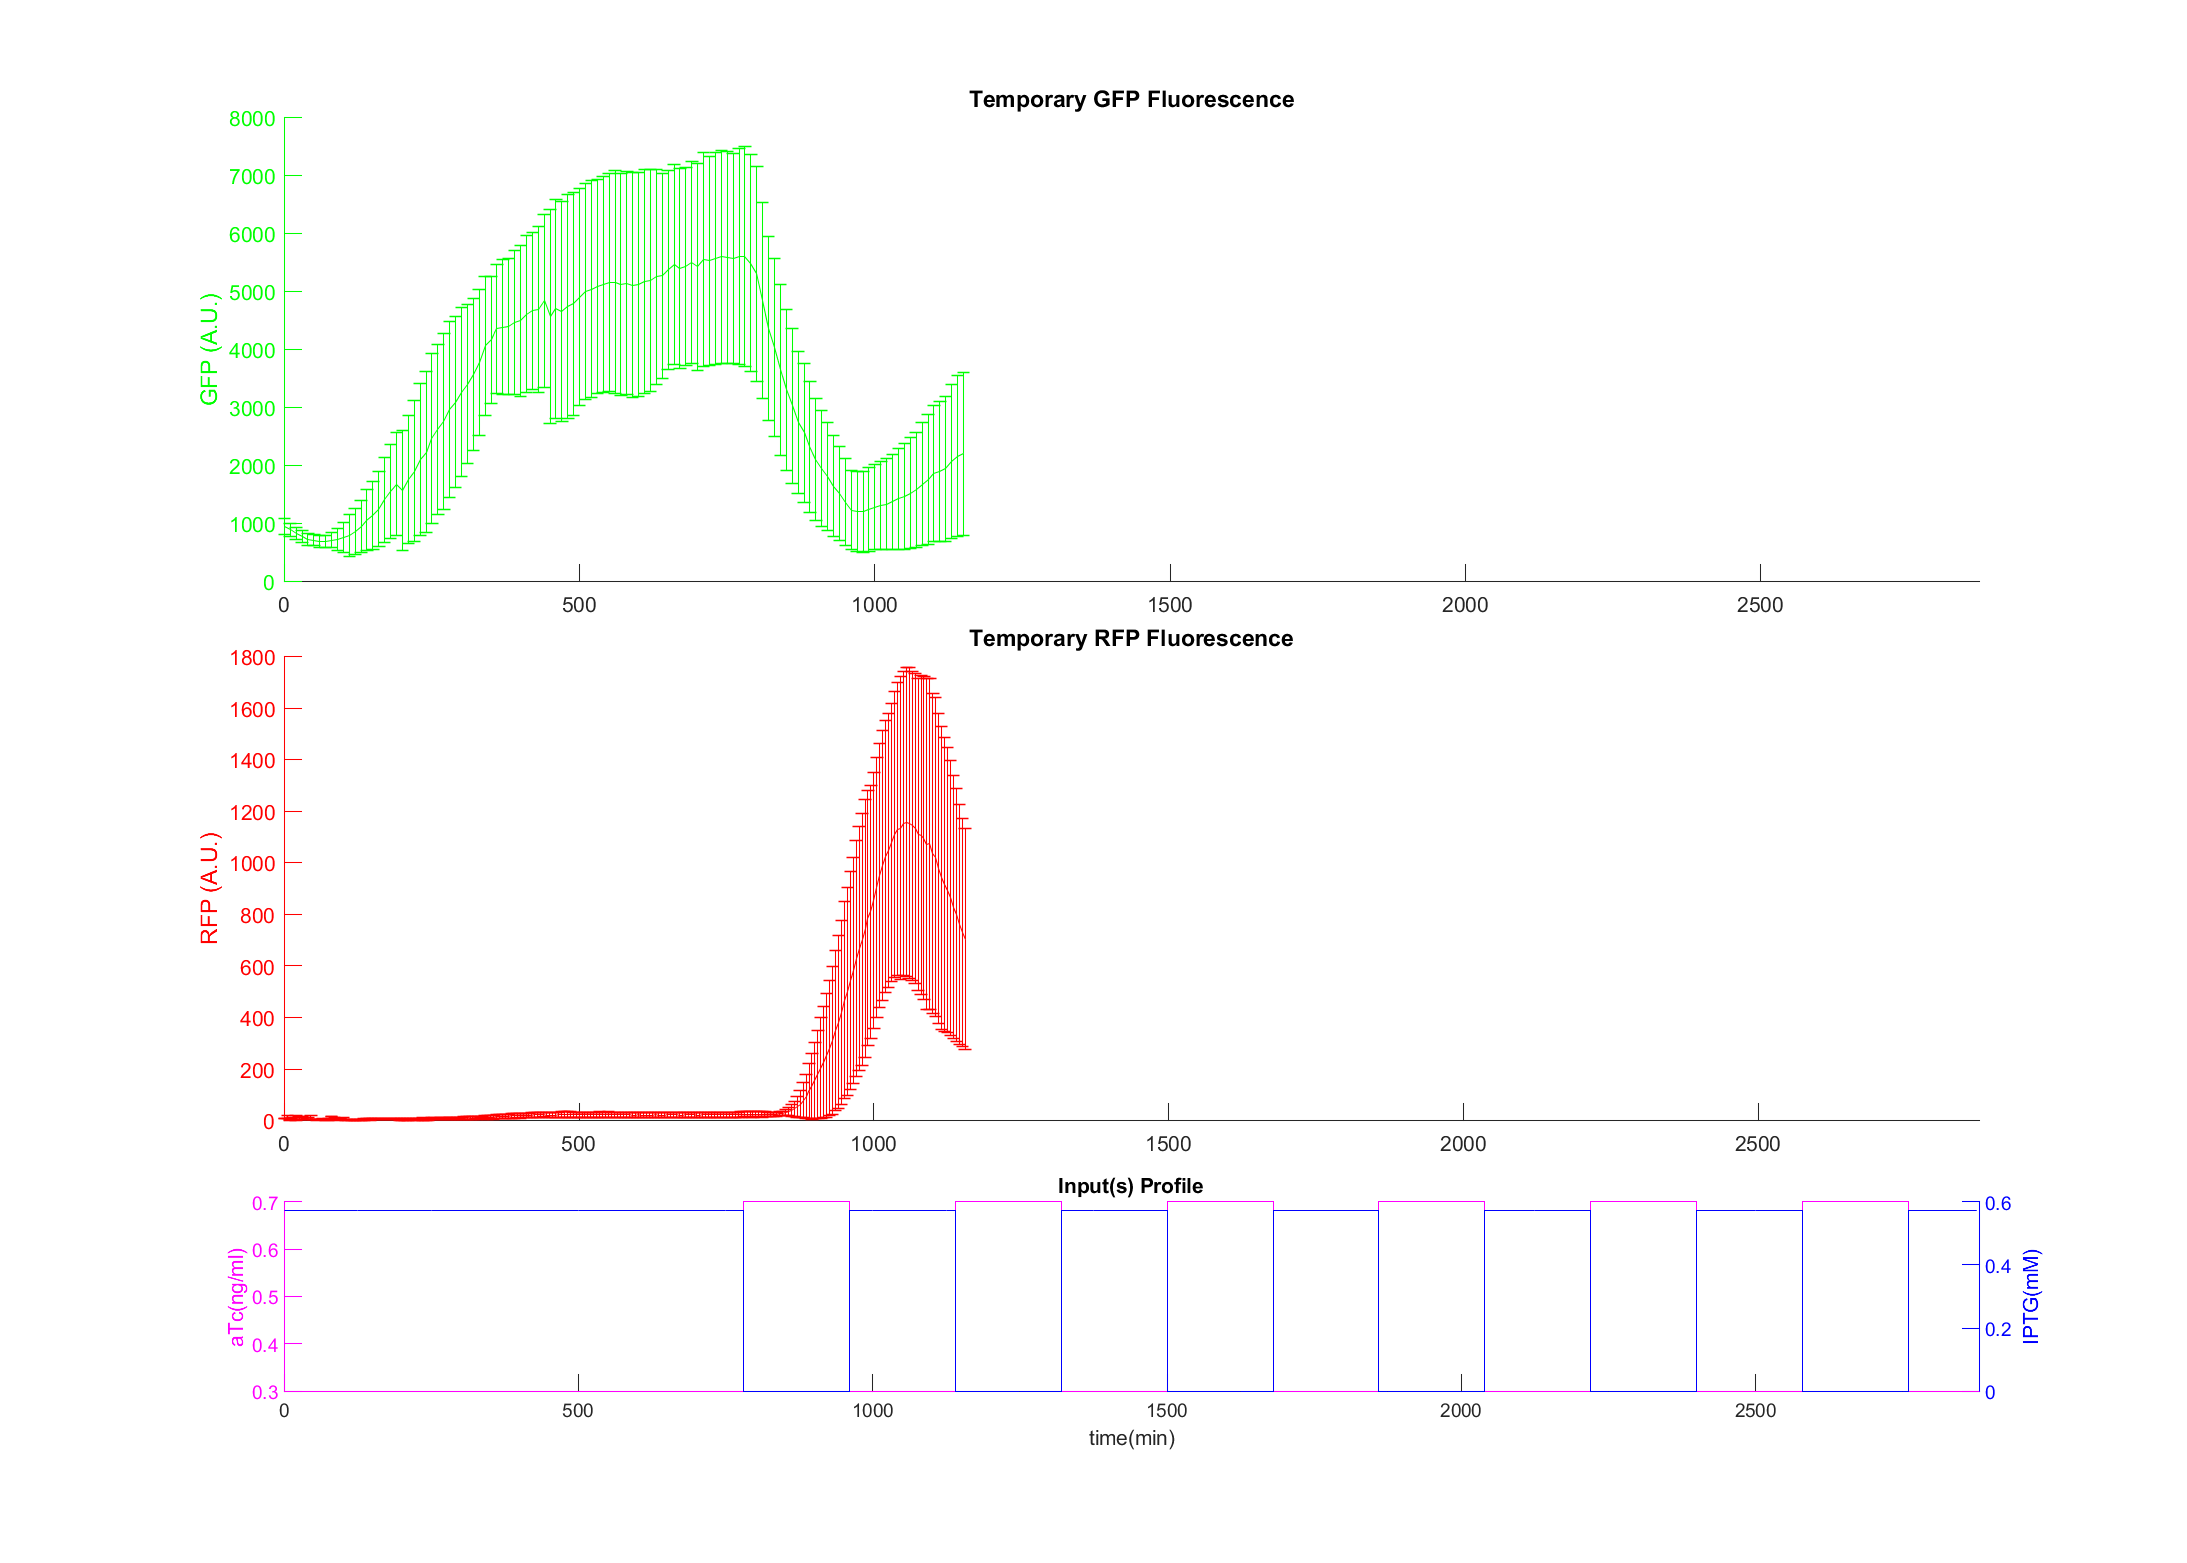 Temporary GFP Fluorescence
8000
7000
6000
5000
4000
3000
2000
1000
0
GFP (A.U.)
0 500 1000 1500 2000 2500
Temporary RFP Fluorescence
1800
1600
1400
1200
1000
800
600
400
200
0
RFP (A.U.)
0 500 1000 1500 2000 2500
Input(s) Profile
0.7
0.6
0.5
0.4
0.3
aTc(ng/ml)
0.6
0.4
0.2
0
IPTG(mM)
0 500 1000 1500 2000 2500
time(min)